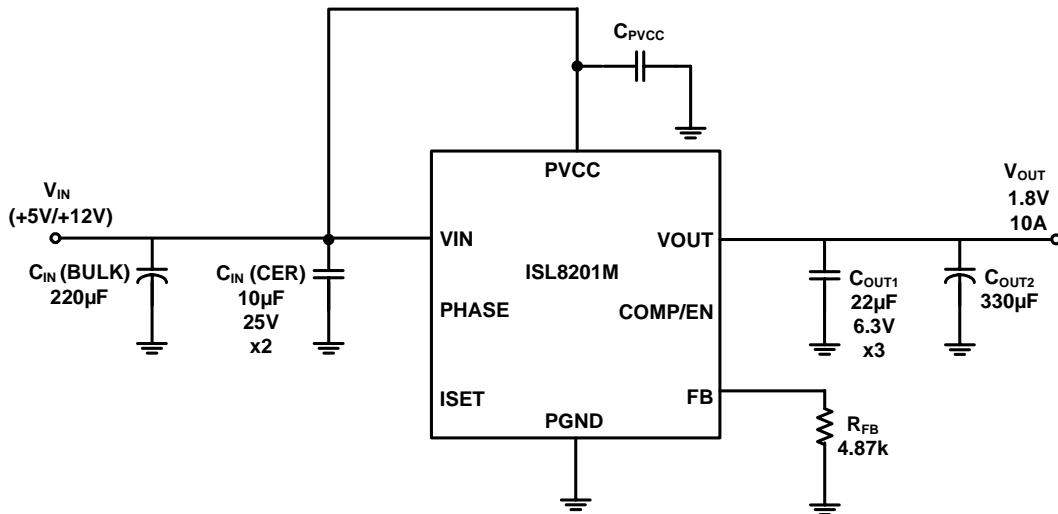 CPVCC
PVCC
VIN
(+5V/+12V)
VOUT
1.8V
10A
VIN
VOUT
ISL8201M
CIN (BULK)
220µF
CIN (CER)
10µF
25V
x2
PHASE
COMP/EN
COUT1
22µF
6.3V
x3
COUT2
330µF
ISET
FB
PGND
RFB
4.87k